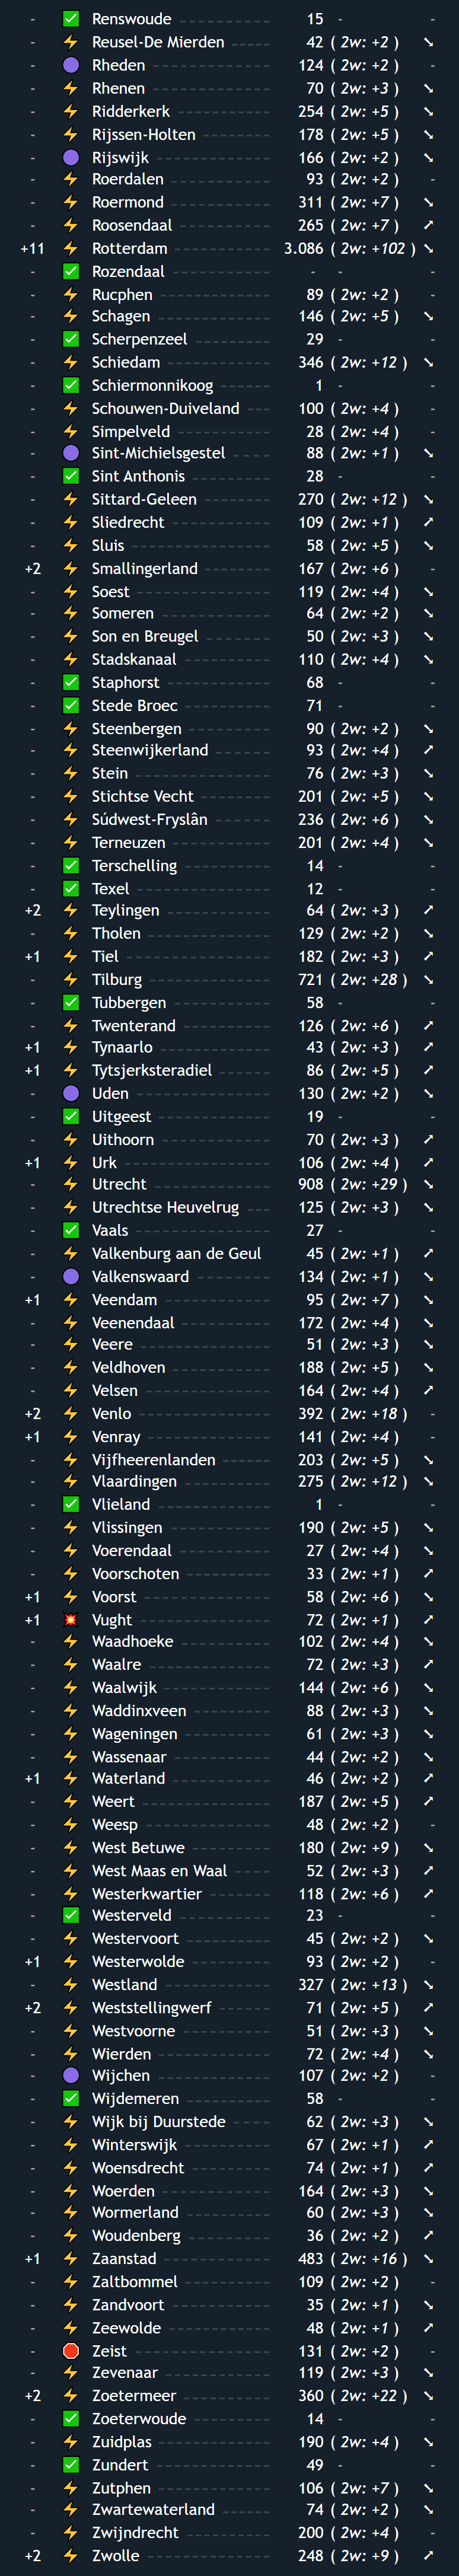 - Renswoude 15 - -
- Reusel-De Mierden 42 ( 2w: +2 ) ➘
- Rheden 124 ( 2w: +2 ) -
- Rhenen 70 ( 2w: +3 ) ➘
- Ridderkerk 254 ( 2w: +5 ) ➘
- Rijssen-Holten 178 ( 2w: +5 ) ➘
- Rijswijk 166 ( 2w: +2 ) ➘
- Roerdalen 93 ( 2w: +2 ) -
- Roermond 311 ( 2w: +7 ) ➘
- Roosendaal 265 ( 2w: +7 ) ➚
+11 Rotterdam 3.086 ( 2w: +102 ) ➘
- Rozendaal - - -
- Rucphen 89 ( 2w: +2 ) -
- Schagen 146 ( 2w: +5 ) ➘
- Scherpenzeel 29 - -
- Schiedam 346 ( 2w: +12 ) ➘
- Schiermonnikoog 1 - -
- Schouwen-Duiveland 100 ( 2w: +4 ) -
- Simpelveld 28 ( 2w: +4 ) -
- Sint-Michielsgestel 88 ( 2w: +1 ) ➘
- Sint Anthonis 28 - -
- Sittard-Geleen 270 ( 2w: +12 ) ➘
- Sliedrecht 109 ( 2w: +1 ) ➚
- Sluis 58 ( 2w: +5 ) ➘
+2 Smallingerland 167 ( 2w: +6 ) -
- Soest 119 ( 2w: +4 ) ➘
- Someren 64 ( 2w: +2 ) ➘
- Son en Breugel 50 ( 2w: +3 ) ➘
- Stadskanaal 110 ( 2w: +4 ) ➘
- Staphorst 68 - -
- Stede Broec 71 - -
- Steenbergen 90 ( 2w: +2 ) ➘
- Steenwijkerland 93 ( 2w: +4 ) ➚
- Stein 76 ( 2w: +3 ) ➘
- Stichtse Vecht 201 ( 2w: +5 ) ➘
- Súdwest-Fryslân 236 ( 2w: +6 ) ➘
- Terneuzen 201 ( 2w: +4 ) ➘
- Terschelling 14 - -
- Texel 12 - -
+2 Teylingen 64 ( 2w: +3 ) ➚
- Tholen 129 ( 2w: +2 ) ➘
+1 Tiel 182 ( 2w: +3 ) ➚
- Tilburg 721 ( 2w: +28 ) ➘
- Tubbergen 58 - -
- Twenterand 126 ( 2w: +6 ) ➚
+1 Tynaarlo 43 ( 2w: +3 ) ➚
+1 Tytsjerksteradiel 86 ( 2w: +5 ) ➚
- Uden 130 ( 2w: +2 ) ➘
- Uitgeest 19 - -
- Uithoorn 70 ( 2w: +3 ) ➚
+1 Urk 106 ( 2w: +4 ) ➚
- Utrecht 908 ( 2w: +29 ) ➘
- Utrechtse Heuvelrug 125 ( 2w: +3 ) ➘
- Vaals 27 - -
- Valkenburg aan de Geul 45 ( 2w: +1 ) ➚
- Valkenswaard 134 ( 2w: +1 ) ➘
+1 Veendam 95 ( 2w: +7 ) ➘
- Veenendaal 172 ( 2w: +4 ) ➘
- Veere 51 ( 2w: +3 ) ➘
- Veldhoven 188 ( 2w: +5 ) ➘
- Velsen 164 ( 2w: +4 ) ➚
+2 Venlo 392 ( 2w: +18 ) -
+1 Venray 141 ( 2w: +4 ) -
- Vijfheerenlanden 203 ( 2w: +5 ) ➘
- Vlaardingen 275 ( 2w: +12 ) ➘
- Vlieland 1 - -
- Vlissingen 190 ( 2w: +5 ) ➘
- Voerendaal 27 ( 2w: +4 ) ➘
- Voorschoten 33 ( 2w: +1 ) ➚
+1 Voorst 58 ( 2w: +6 ) ➘
+1 Vught 72 ( 2w: +1 ) ➚
- Waadhoeke 102 ( 2w: +4 ) ➘
- Waalre 72 ( 2w: +3 ) ➚
- Waalwijk 144 ( 2w: +6 ) ➘
- Waddinxveen 88 ( 2w: +3 ) ➘
- Wageningen 61 ( 2w: +3 ) ➘
- Wassenaar 44 ( 2w: +2 ) ➘
+1 Waterland 46 ( 2w: +2 ) ➚
- Weert 187 ( 2w: +5 ) ➚
- Weesp 48 ( 2w: +2 ) -
- West Betuwe 180 ( 2w: +9 ) ➘
- West Maas en Waal 52 ( 2w: +3 ) ➚
- Westerkwartier 118 ( 2w: +6 ) ➚
- Westerveld 23 - -
- Westervoort 45 ( 2w: +2 ) ➘
+1 Westerwolde 93 ( 2w: +2 ) -
- Westland 327 ( 2w: +13 ) ➘
+2 Weststellingwerf 71 ( 2w: +5 ) ➚
- Westvoorne 51 ( 2w: +3 ) ➘
- Wierden 72 ( 2w: +4 ) ➘
- Wijchen 107 ( 2w: +2 ) -
- Wijdemeren 58 - -
- Wijk bij Duurstede 62 ( 2w: +3 ) ➘
- Winterswijk 67 ( 2w: +1 ) ➚
- Woensdrecht 74 ( 2w: +1 ) ➚
- Woerden 164 ( 2w: +3 ) ➘
- Wormerland 60 ( 2w: +3 ) ➘
- Woudenberg 36 ( 2w: +2 ) ➚
+1 Zaanstad 483 ( 2w: +16 ) ➘
- Zaltbommel 109 ( 2w: +2 ) -
- Zandvoort 35 ( 2w: +1 ) ➘
- Zeewolde 48 ( 2w: +1 ) ➚
- Zeist 131 ( 2w: +2 ) -
- Zevenaar 119 ( 2w: +3 ) ➘
+2 Zoetermeer 360 ( 2w: +22 ) ➘
- Zoeterwoude 14 - -
- Zuidplas 190 ( 2w: +4 ) ➘
- Zundert 49 - -
- Zutphen 106 ( 2w: +7 ) ➘
- Zwartewaterland 74 ( 2w: +2 ) ➘
- Zwijndrecht 200 ( 2w: +4 ) -
+2 Zwolle 248 ( 2w: +9 ) ➚